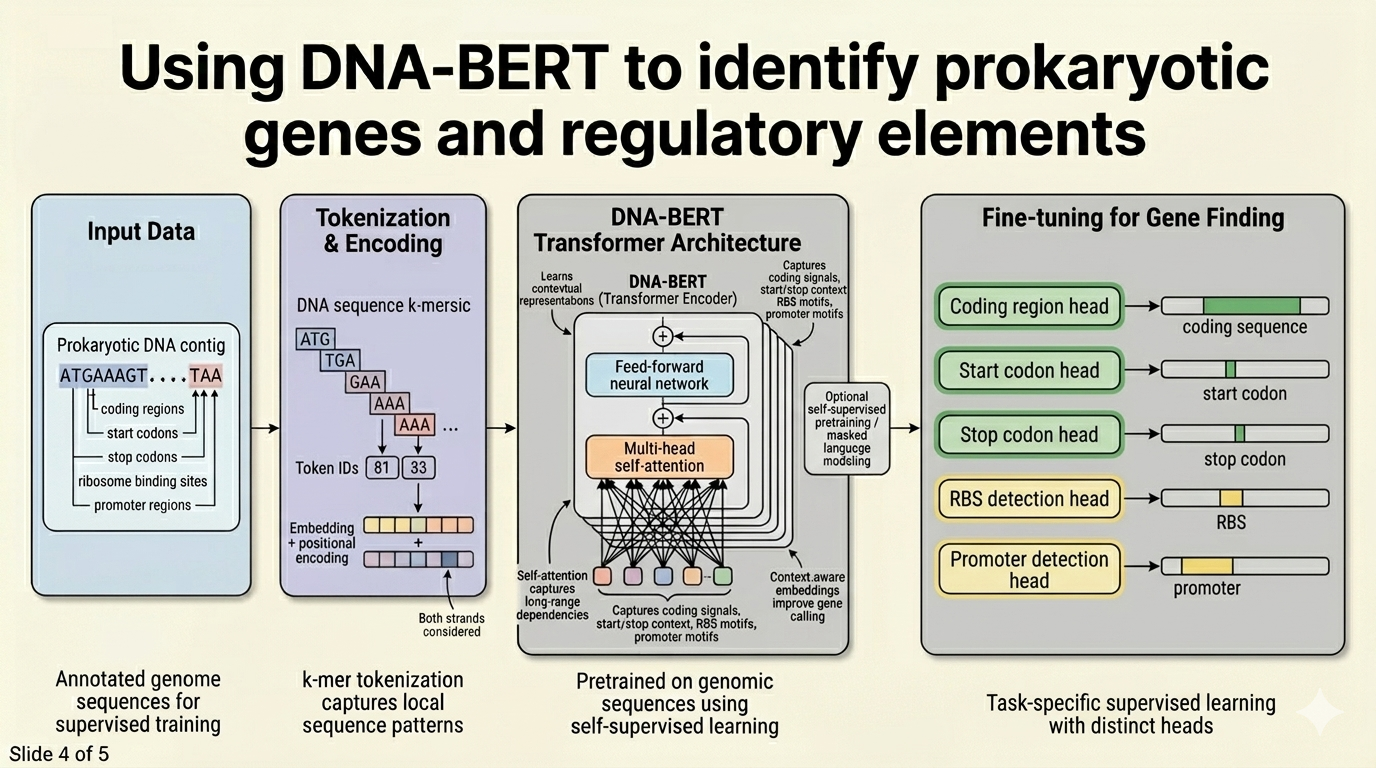 Using DNA-BERT to identify prokaryotic
genes and regulatory elements
Input Data
Prokaryotic DNA contig
ATGAAAGT....TAA
coding regions
start codons
stop codons
ribosome binding sites
promoter regions
Annotated genome
sequences for
supervised training
Tokenization
& Encoding
DNA sequence k-mersic
ATG
TGA
GAA
AAA
AAA ...
Token IDs 81 33
Embedding
+ positional
encoding
+
Both strands
considered
k-mer tokenization
captures local
sequence patterns
DNA-BERT
Transformer Architecture
Learns
contevtual
representabons
DNA-BERT
(Transformer Encoder)
Captures
coding signals,
start/stop context
RBS motifs,
promoter motifs
+
Feed-forward
neural network
+
Multi-head
self-attention
Self-attention
captures
long-range
dependencies
Captures coding signals,
start/stop context, R8S motifs,
promoter motifs
Context.aware
embeddings
improve gene
calling
Pretrained on genomic
sequences using
self-supervised learning
Optional
self-supervised
pretraining /
masked
langucge
modsling
Fine-tuning for Gene Finding
Coding region head
coding sequence
Start codon head
start codon
Stop codon head
stop codon
RBS detection head
RBS
Promoter detection
head
promoter
Task-specific supervised learning
with distinct heads
Slide 4 of 5